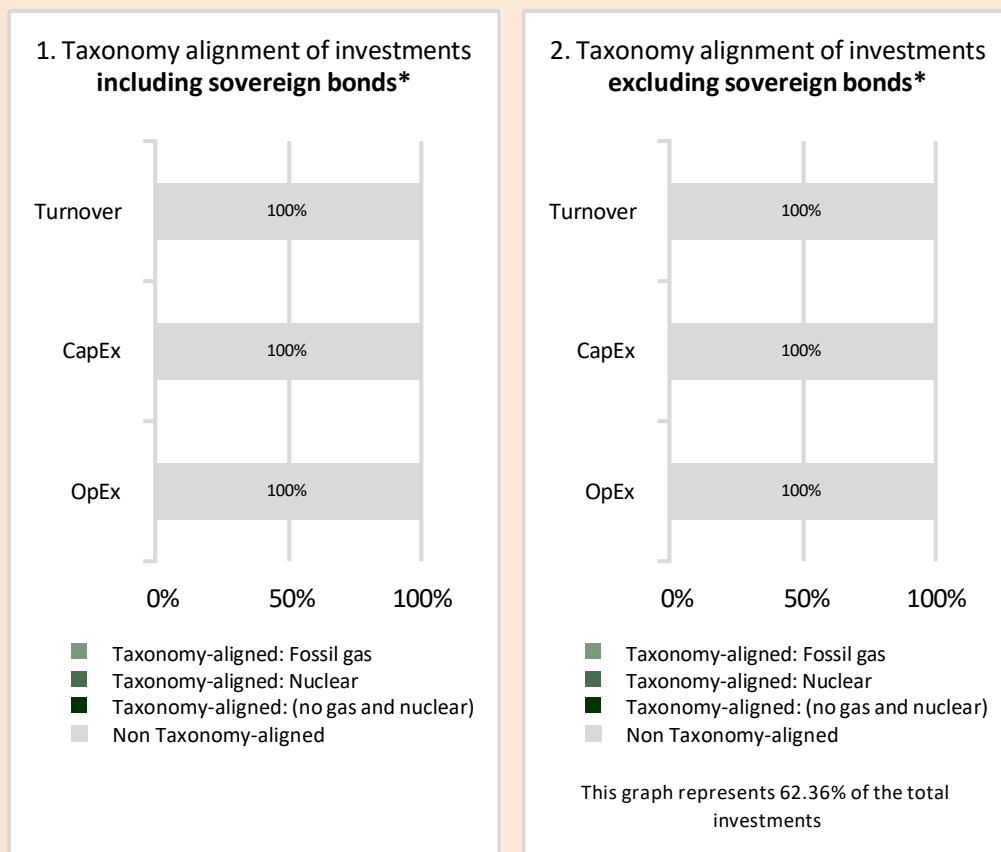 1. Taxonomy alignment of investments
including sovereign bonds*
Turnover
100%
CapEx
100%
OpEx
100%
0% 50% 100%
Taxonomy-aligned: Fossil gas
Taxonomy-aligned: Nuclear
Taxonomy-aligned: (no gas and nuclear)
Non Taxonomy-aligned
2. Taxonomy alignment of investments
excluding sovereign bonds*
Turnover
100%
CapEx
100%
OpEx
100%
0% 50% 100%
Taxonomy-aligned: Fossil gas
Taxonomy-aligned: Nuclear
Taxonomy-aligned: (no gas and nuclear)
Non Taxonomy-aligned
This graph represents 62.36% of the total
investments